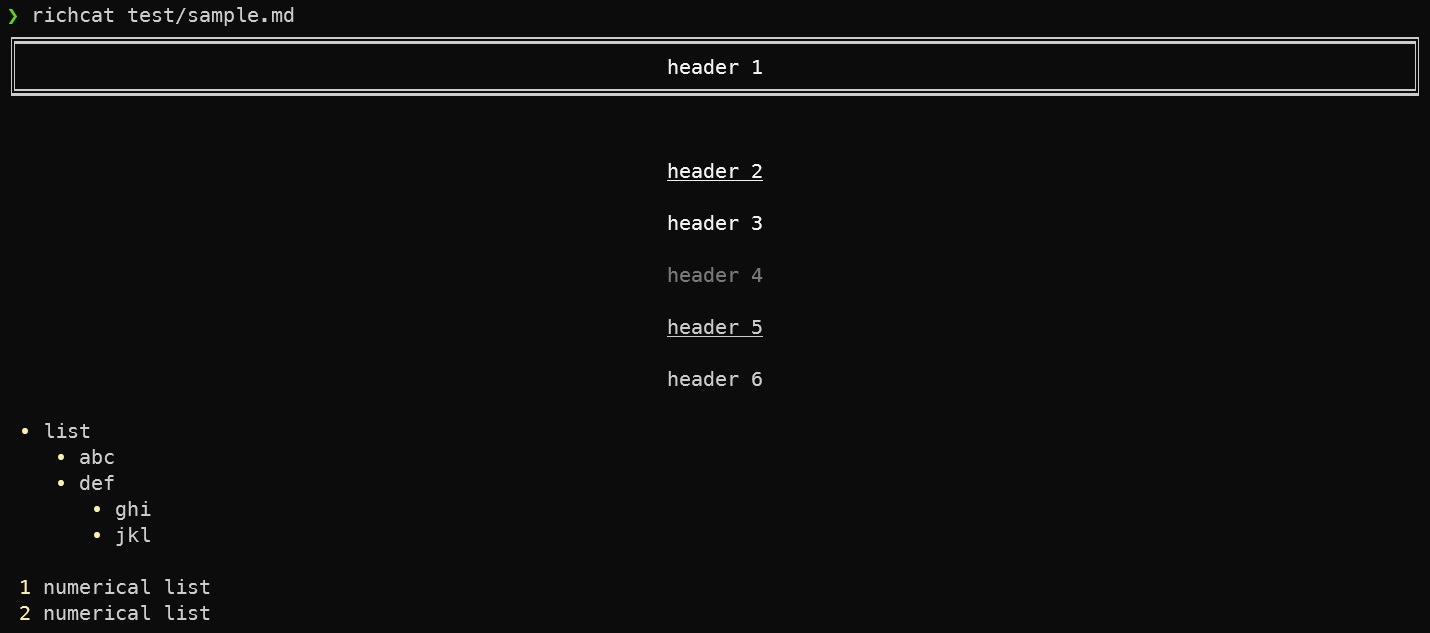 ❯ richcat test/sample.md
header 1
header 2
header 3
header 4
header 5
header 6
• list
• abc
• def
• ghi
• jkl
1 numerical list
2 numerical list